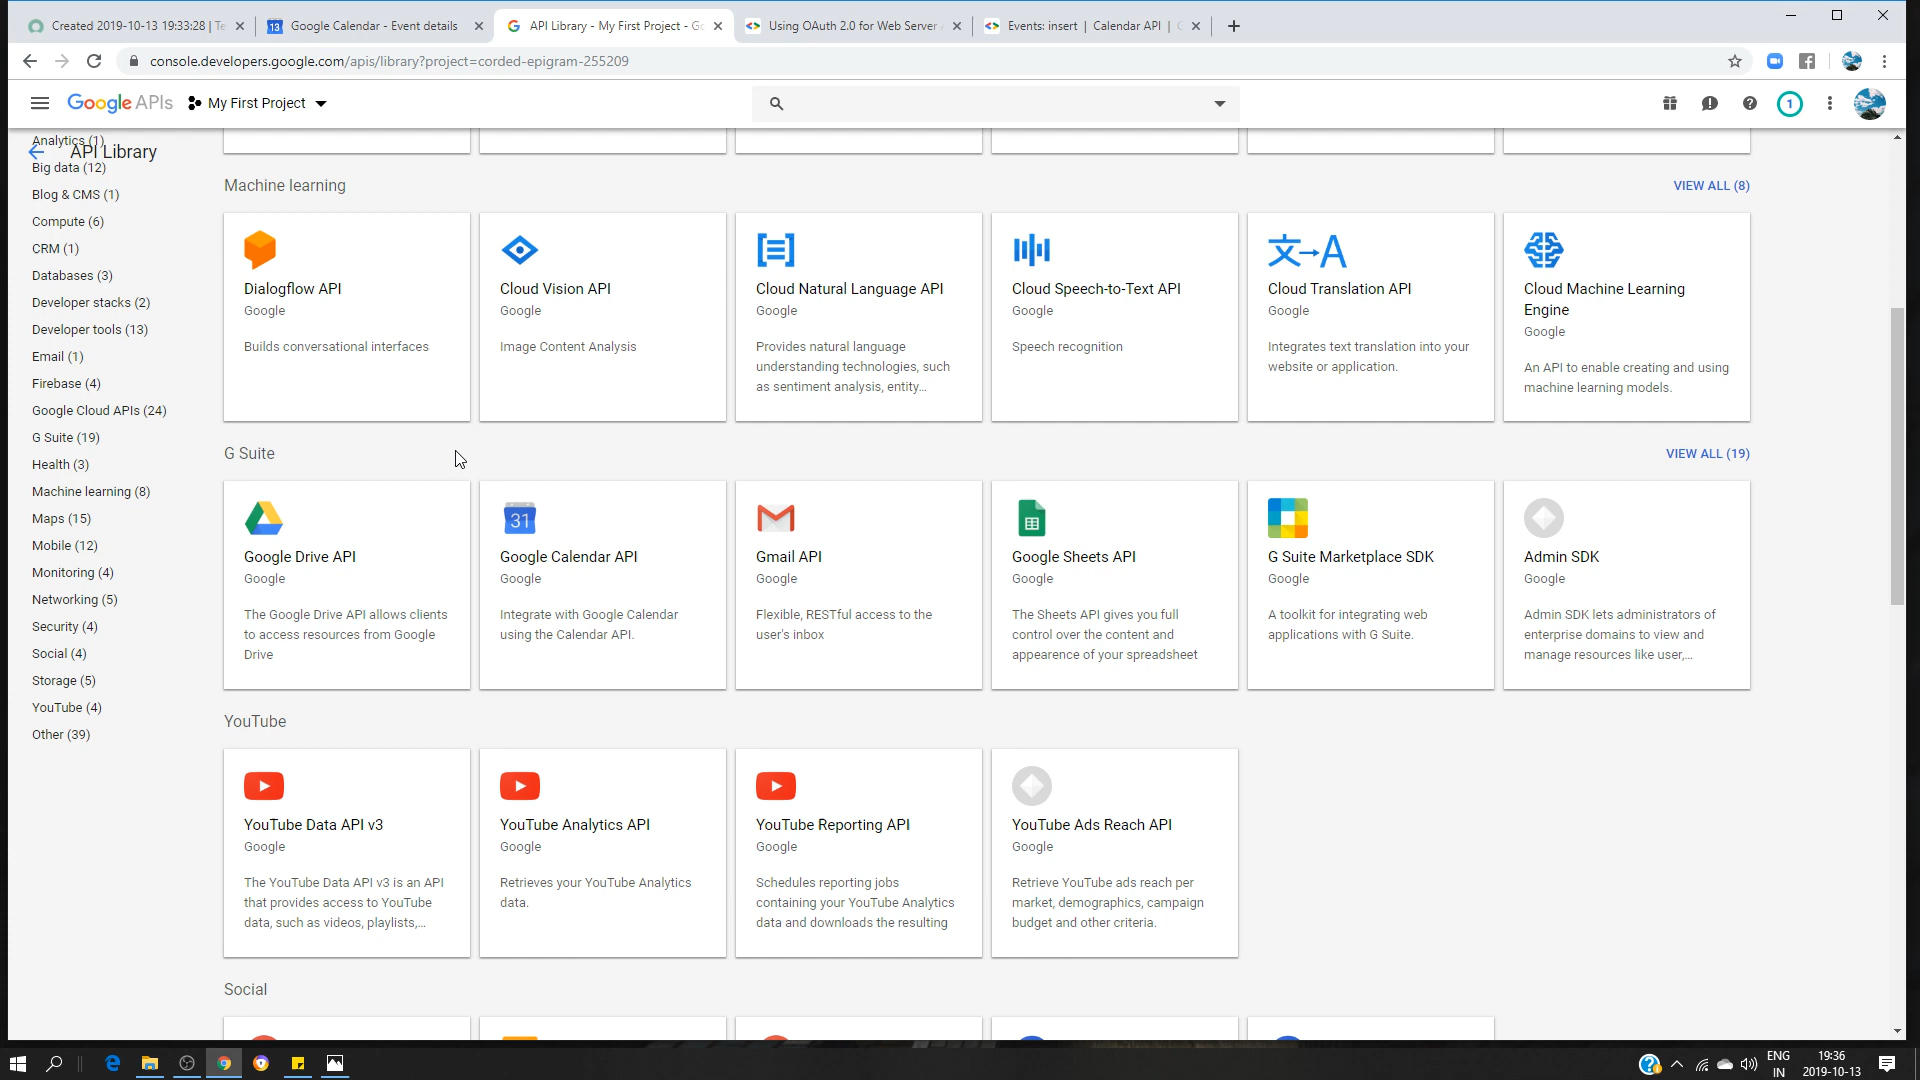 Created 2019-10-13 19:33:28 | Te
Google Calendar - Event details
API Library - My First Project - Go
Using OAuth 2.0 for Web Server A
Events: insert | Calendar API | G
console.developers.google.com/apis/library?project=corded-epigram-255209
Google APIs
My First Project
1
API Library
Analytics (1)
Big data (12)
Blog & CMS (1)
Compute (6)
CRM (1)
Databases (3)
Developer stacks (2)
Developer tools (13)
Email (1)
Firebase (4)
Google Cloud APIs (24)
G Suite (19)
Health (3)
Machine learning (8)
Maps (15)
Mobile (12)
Monitoring (4)
Networking (5)
Security (4)
Social (4)
Storage (5)
YouTube (4)
Other (39)
Machine learning
VIEW ALL (8)
Dialogflow API
Google
Builds conversational interfaces
Cloud Vision API
Google
Image Content Analysis
Cloud Natural Language API
Google
Provides natural language
understanding technologies, such
as sentiment analysis, entity...
Cloud Speech-to-Text API
Google
Speech recognition
文→A
Cloud Translation API
Google
Integrates text translation into your
website or application.
Cloud Machine Learning
Engine
Google
An API to enable creating and using
machine learning models.
G Suite
VIEW ALL (19)
Google Drive API
Google
The Google Drive API allows clients
to access resources from Google
Drive
31
Google Calendar API
Google
Integrate with Google Calendar
using the Calendar API.
Gmail API
Google
Flexible, RESTful access to the
user's inbox
Google Sheets API
Google
The Sheets API gives you full
control over the content and
appearence of your spreadsheet
G Suite Marketplace SDK
Google
A toolkit for integrating web
applications with G Suite.
Admin SDK
Google
Admin SDK lets administrators of
enterprise domains to view and
manage resources like user,...
YouTube
YouTube Data API v3
Google
The YouTube Data API v3 is an API
that provides access to YouTube
data, such as videos, playlists,...
YouTube Analytics API
Google
Retrieves your YouTube Analytics
data.
YouTube Reporting API
Google
Schedules reporting jobs
containing your YouTube Analytics
data and downloads the resulting
YouTube Ads Reach API
Google
Retrieve YouTube ads reach per
market, demographics, campaign
budget and other criteria.
Social
ENG
IN
19:36
2019-10-13